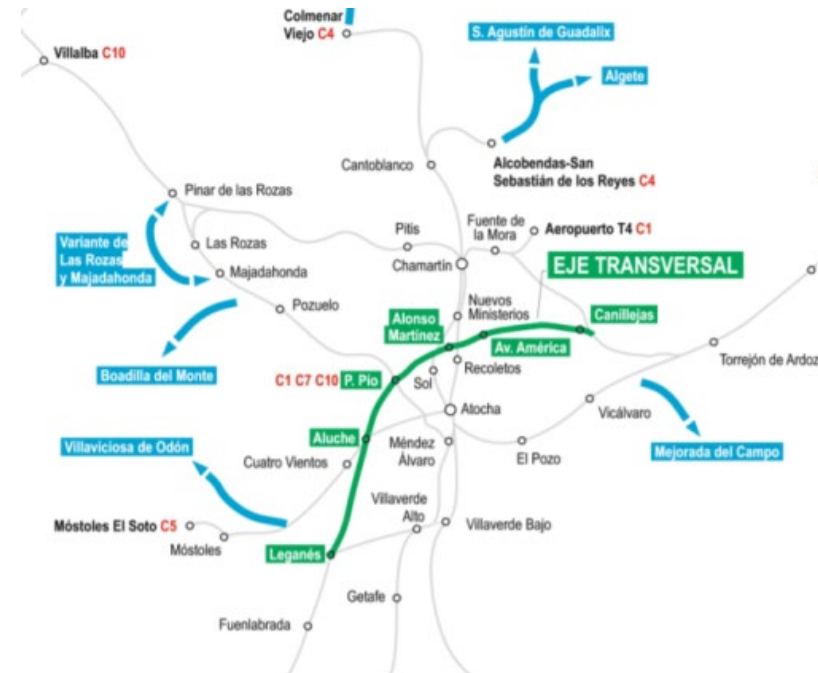 Colmenar
Viejo C4
S. Agustín de Guadalix
Villalba C10
Algete
Cantoblanco
Alcobendas-San
Sebastián de los Reyes C4
Pinar de las Rozas
Pitis
Fuente de
la Mora
Aeropuerto T4 C1
Variante de
Las Rozas
y Majadahonda
Las Rozas
Chamartín
EJE TRANSVERSAL
Majadahonda
Pozuelo
Nuevos
Ministerios
Canillejas
Alonso
Martínez
Av. América
Torrejón de Ardoz
Boadilla del Monte
C1 C7 C10 P. Pío
Sol
Recoletos
Atocha
Vicálvaro
Villaviciosa de Odón
Aluche
Méndez
Álvaro
El Pozo
Mejorada del Campo
Cuatro Vientos
Villaverde
Alto
Villaverde Bajo
Móstoles El Soto C5
Móstoles
Leganés
Getafe
Fuenlabrada